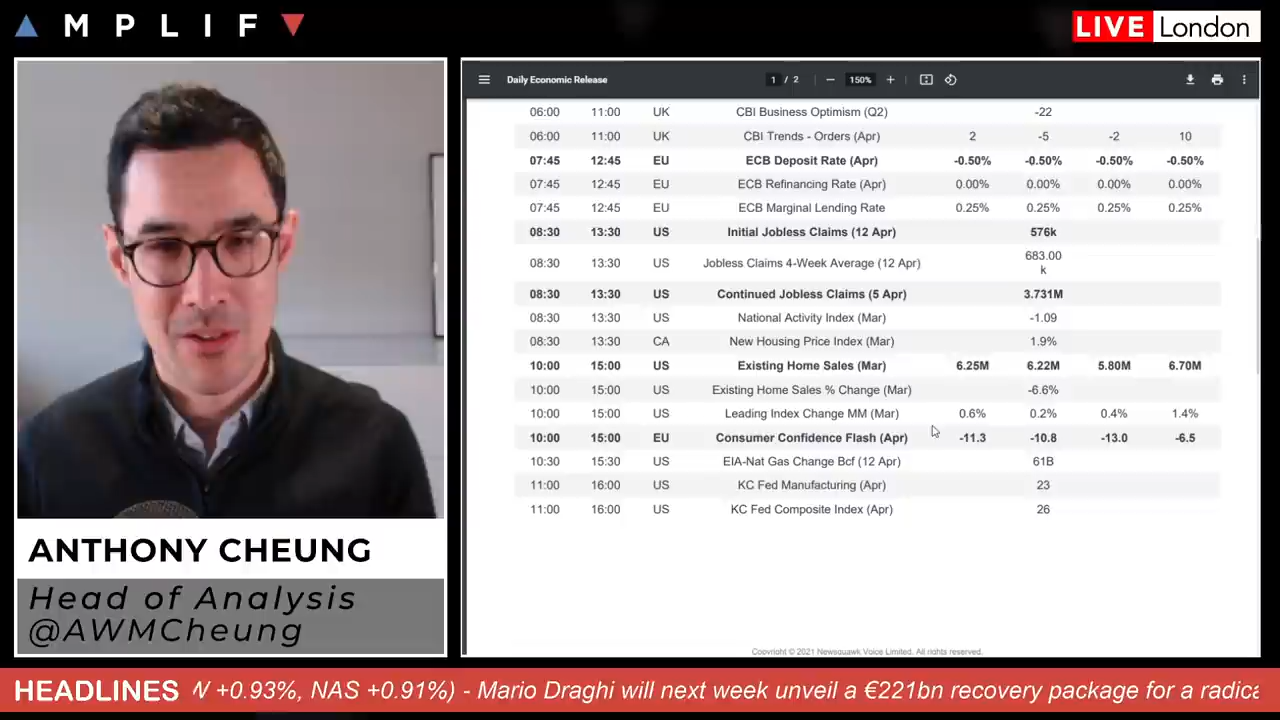 MPLIF
LIVE London
Daily Economic Release
1 / 2
150%
06:00 11:00 UK CBI Business Optimism (Q2) -22
06:00 11:00 UK CBI Trends - Orders (Apr) 2 -5 -2 10
07:45 12:45 EU ECB Deposit Rate (Apr) -0.50% -0.50% -0.50% -0.50%
07:45 12:45 EU ECB Refinancing Rate (Apr) 0.00% 0.00% 0.00% 0.00%
07:45 12:45 EU ECB Marginal Lending Rate 0.25% 0.25% 0.25% 0.25%
08:30 13:30 US Initial Jobless Claims (12 Apr) 576k
08:30 13:30 US Jobless Claims 4-Week Average (12 Apr) 683.00
k
08:30 13:30 US Continued Jobless Claims (5 Apr) 3.731M
08:30 13:30 US National Activity Index (Mar) -1.09
08:30 13:30 CA New Housing Price Index (Mar) 1.9%
10:00 15:00 US Existing Home Sales (Mar) 6.25M 6.22M 5.80M 6.70M
10:00 15:00 US Existing Home Sales % Change (Mar) -6.6%
10:00 15:00 US Leading Index Change MM (Mar) 0.6% 0.2% 0.4% 1.4%
10:00 15:00 EU Consumer Confidence Flash (Apr) -11.3 -10.8 -13.0 -6.5
10:30 15:30 US EIA-Nat Gas Change Bcf (12 Apr) 61B
11:00 16:00 US KC Fed Manufacturing (Apr) 23
11:00 16:00 US KC Fed Composite Index (Apr) 26
Copyright © 2021 Newsquawk Voice Limited. All rights reserved.
ANTHONY CHEUNG
Head of Analysis
@AWMCheung
HEADLINES +0.93%, NAS +0.91%) - Mario Draghi will next week unveil a €221bn recovery package for a radica